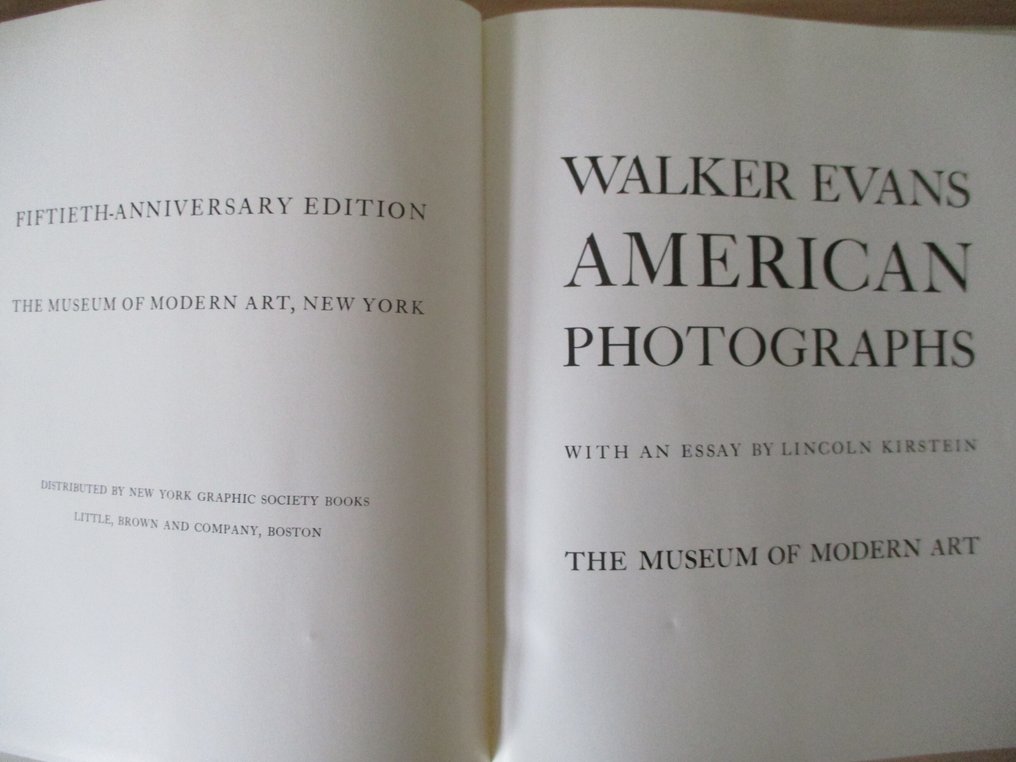 FIFTIETH-ANNIVERSARY EDITION
THE MUSEUM OF MODERN ART, NEW YORK
DISTRIBUTED BY NEW YORK GRAPHIC SOCIETY BOOKS
LITTLE, BROWN AND COMPANY, BOSTON
WALKER EVANS
AMERICAN
PHOTOGRAPHS
WITH AN ESSAY BY LINCOLN KIRSTEIN
THE MUSEUM OF MODERN ART